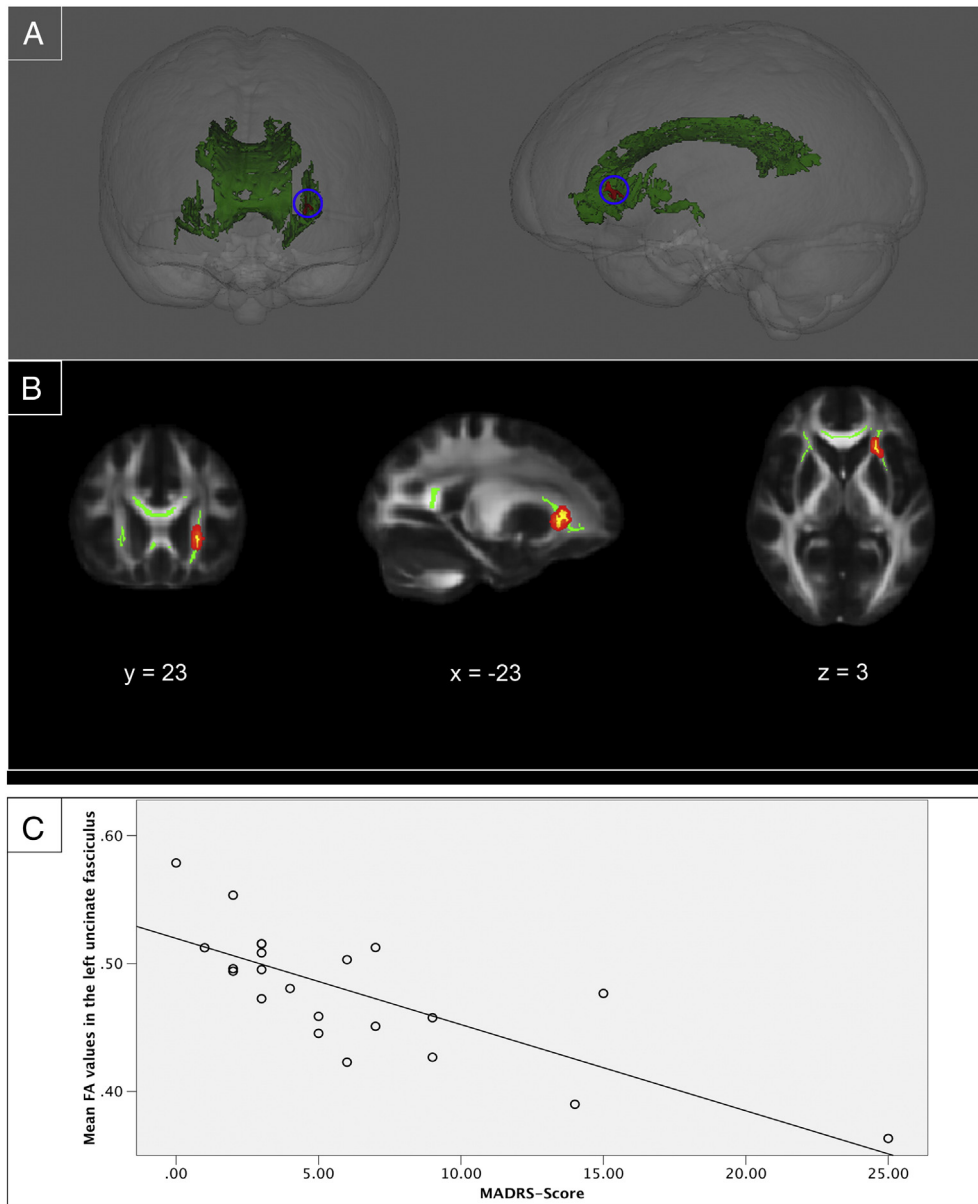 A
B
y = 23
x = -23
z = 3
C
Mean FA values in the left uncinate fasciculus
.60
.50
.40
.00
5.00
10.00
15.00
20.00
25.00
MADRS-Score